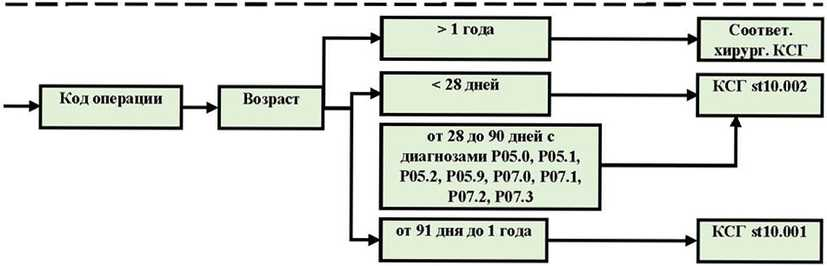 > 1 года
Соответ.
хирург. КСГ
Код операции
Возраст
< 28 дней
КСГ st10.002
от 28 до 90 дней с
диагнозами P05.0, P05.1,
P05.2, P05.9, P07.0, P07.1,
P07.2, P07.3
от 91 дня до 1 года
КСГ st10.001